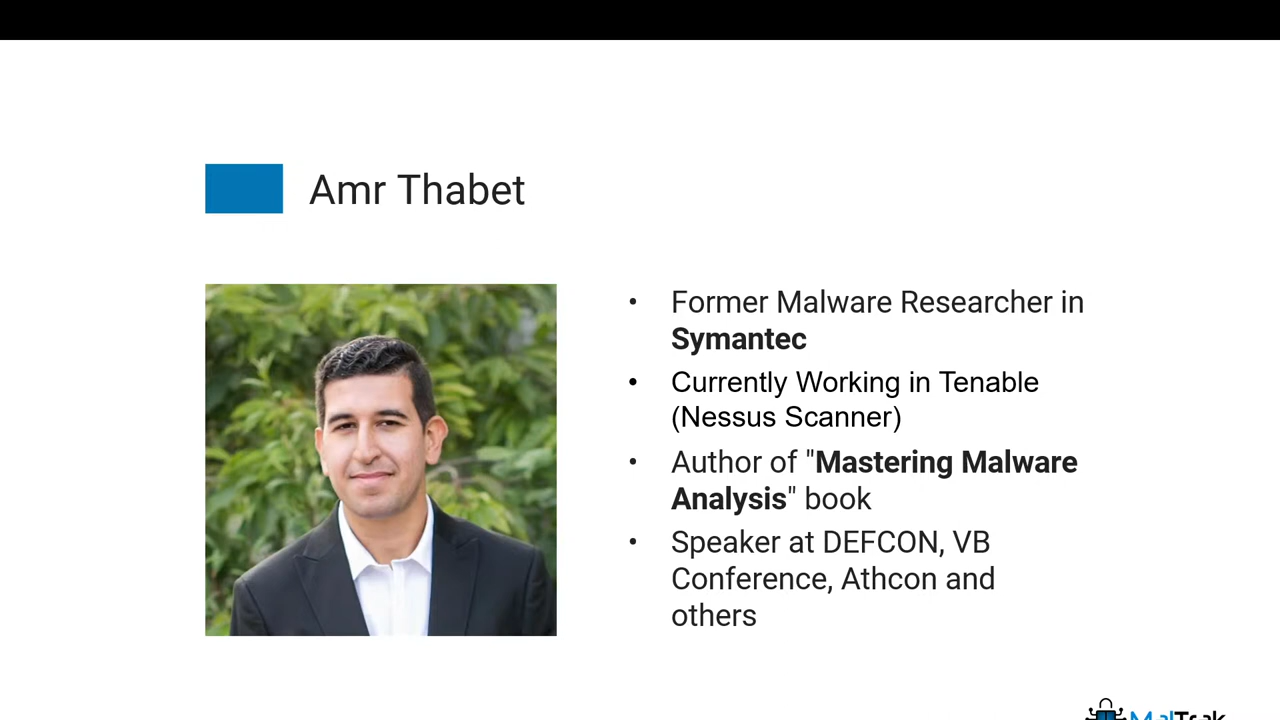 Amr Thabet
• Former Malware Researcher in
Symantec
• Currently Working in Tenable
(Nessus Scanner)
• Author of "Mastering Malware
Analysis" book
• Speaker at DEFCON, VB
Conference, Athcon and
others
MalTrak